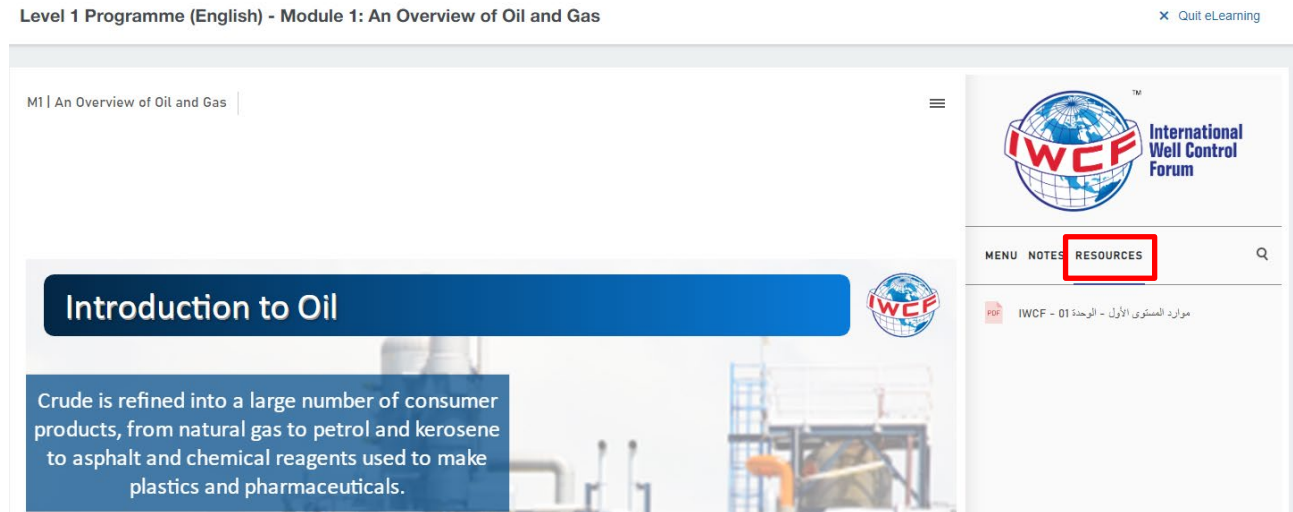 Level 1 Programme (English) - Module 1: An Overview of Oil and Gas
× Quit eLearning
M1 | An Overview of Oil and Gas
TM
IWCF
International
Well Control
Forum
MENU NOTES RESOURCES
PDF
موارد المستوى الأول - الوحدة 01 - IWCF
Introduction to Oil
IWCF
Crude is refined into a large number of consumer
products, from natural gas to petrol and kerosene
to asphalt and chemical reagents used to make
plastics and pharmaceuticals.